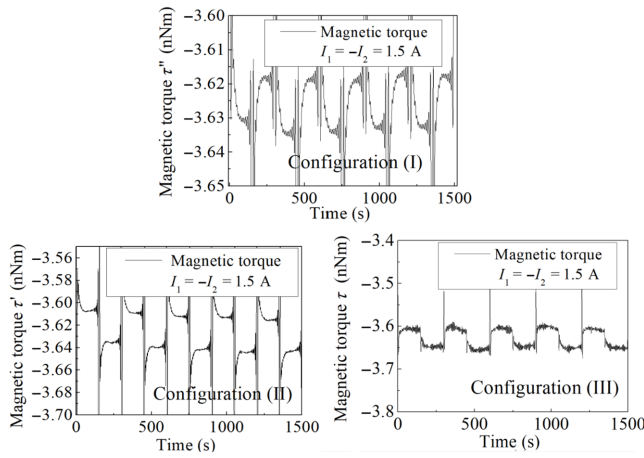 −3.60
−3.61
−3.62
−3.63
−3.64
−3.65
Magnetic torque τ'' (nNm)
Magnetic torque
I₁ = −I₂ = 1.5 A
Configuration (I)
0 500 1000 1500
Time (s)
−3.56
−3.58
−3.60
−3.62
−3.64
−3.66
−3.68
−3.70
Magnetic torque τ' (nNm)
Magnetic torque
I₁ = −I₂ = 1.5 A
Configuration (II)
0 500 1000 1500
Time (s)
−3.4
−3.5
−3.6
−3.7
−3.8
Magnetic torque τ (nNm)
Magnetic torque
I₁ = −I₂ = 1.5 A
Configuration (III)
0 500 1000 1500
Time (s)